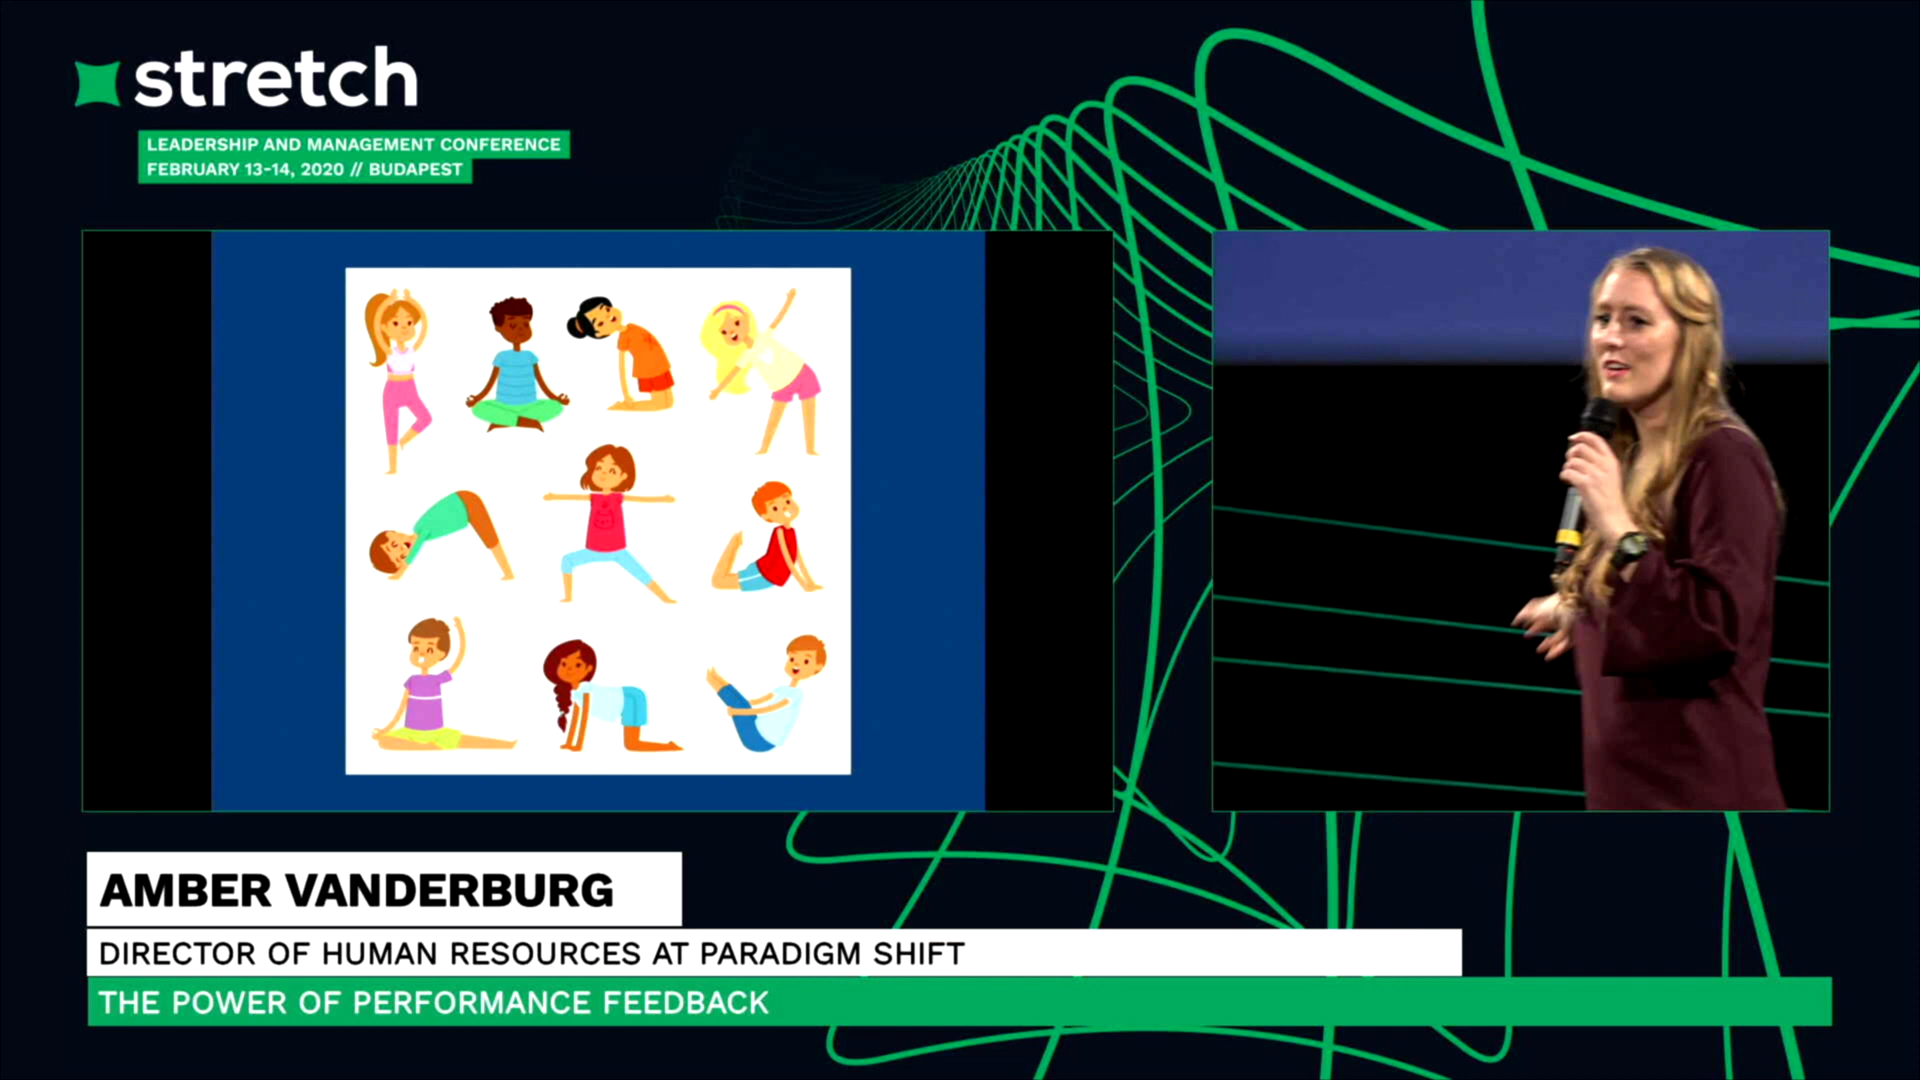 stretch
LEADERSHIP AND MANAGEMENT CONFERENCE
FEBRUARY 13-14, 2020 // BUDAPEST
AMBER VANDERBURG
DIRECTOR OF HUMAN RESOURCES AT PARADIGM SHIFT
THE POWER OF PERFORMANCE FEEDBACK